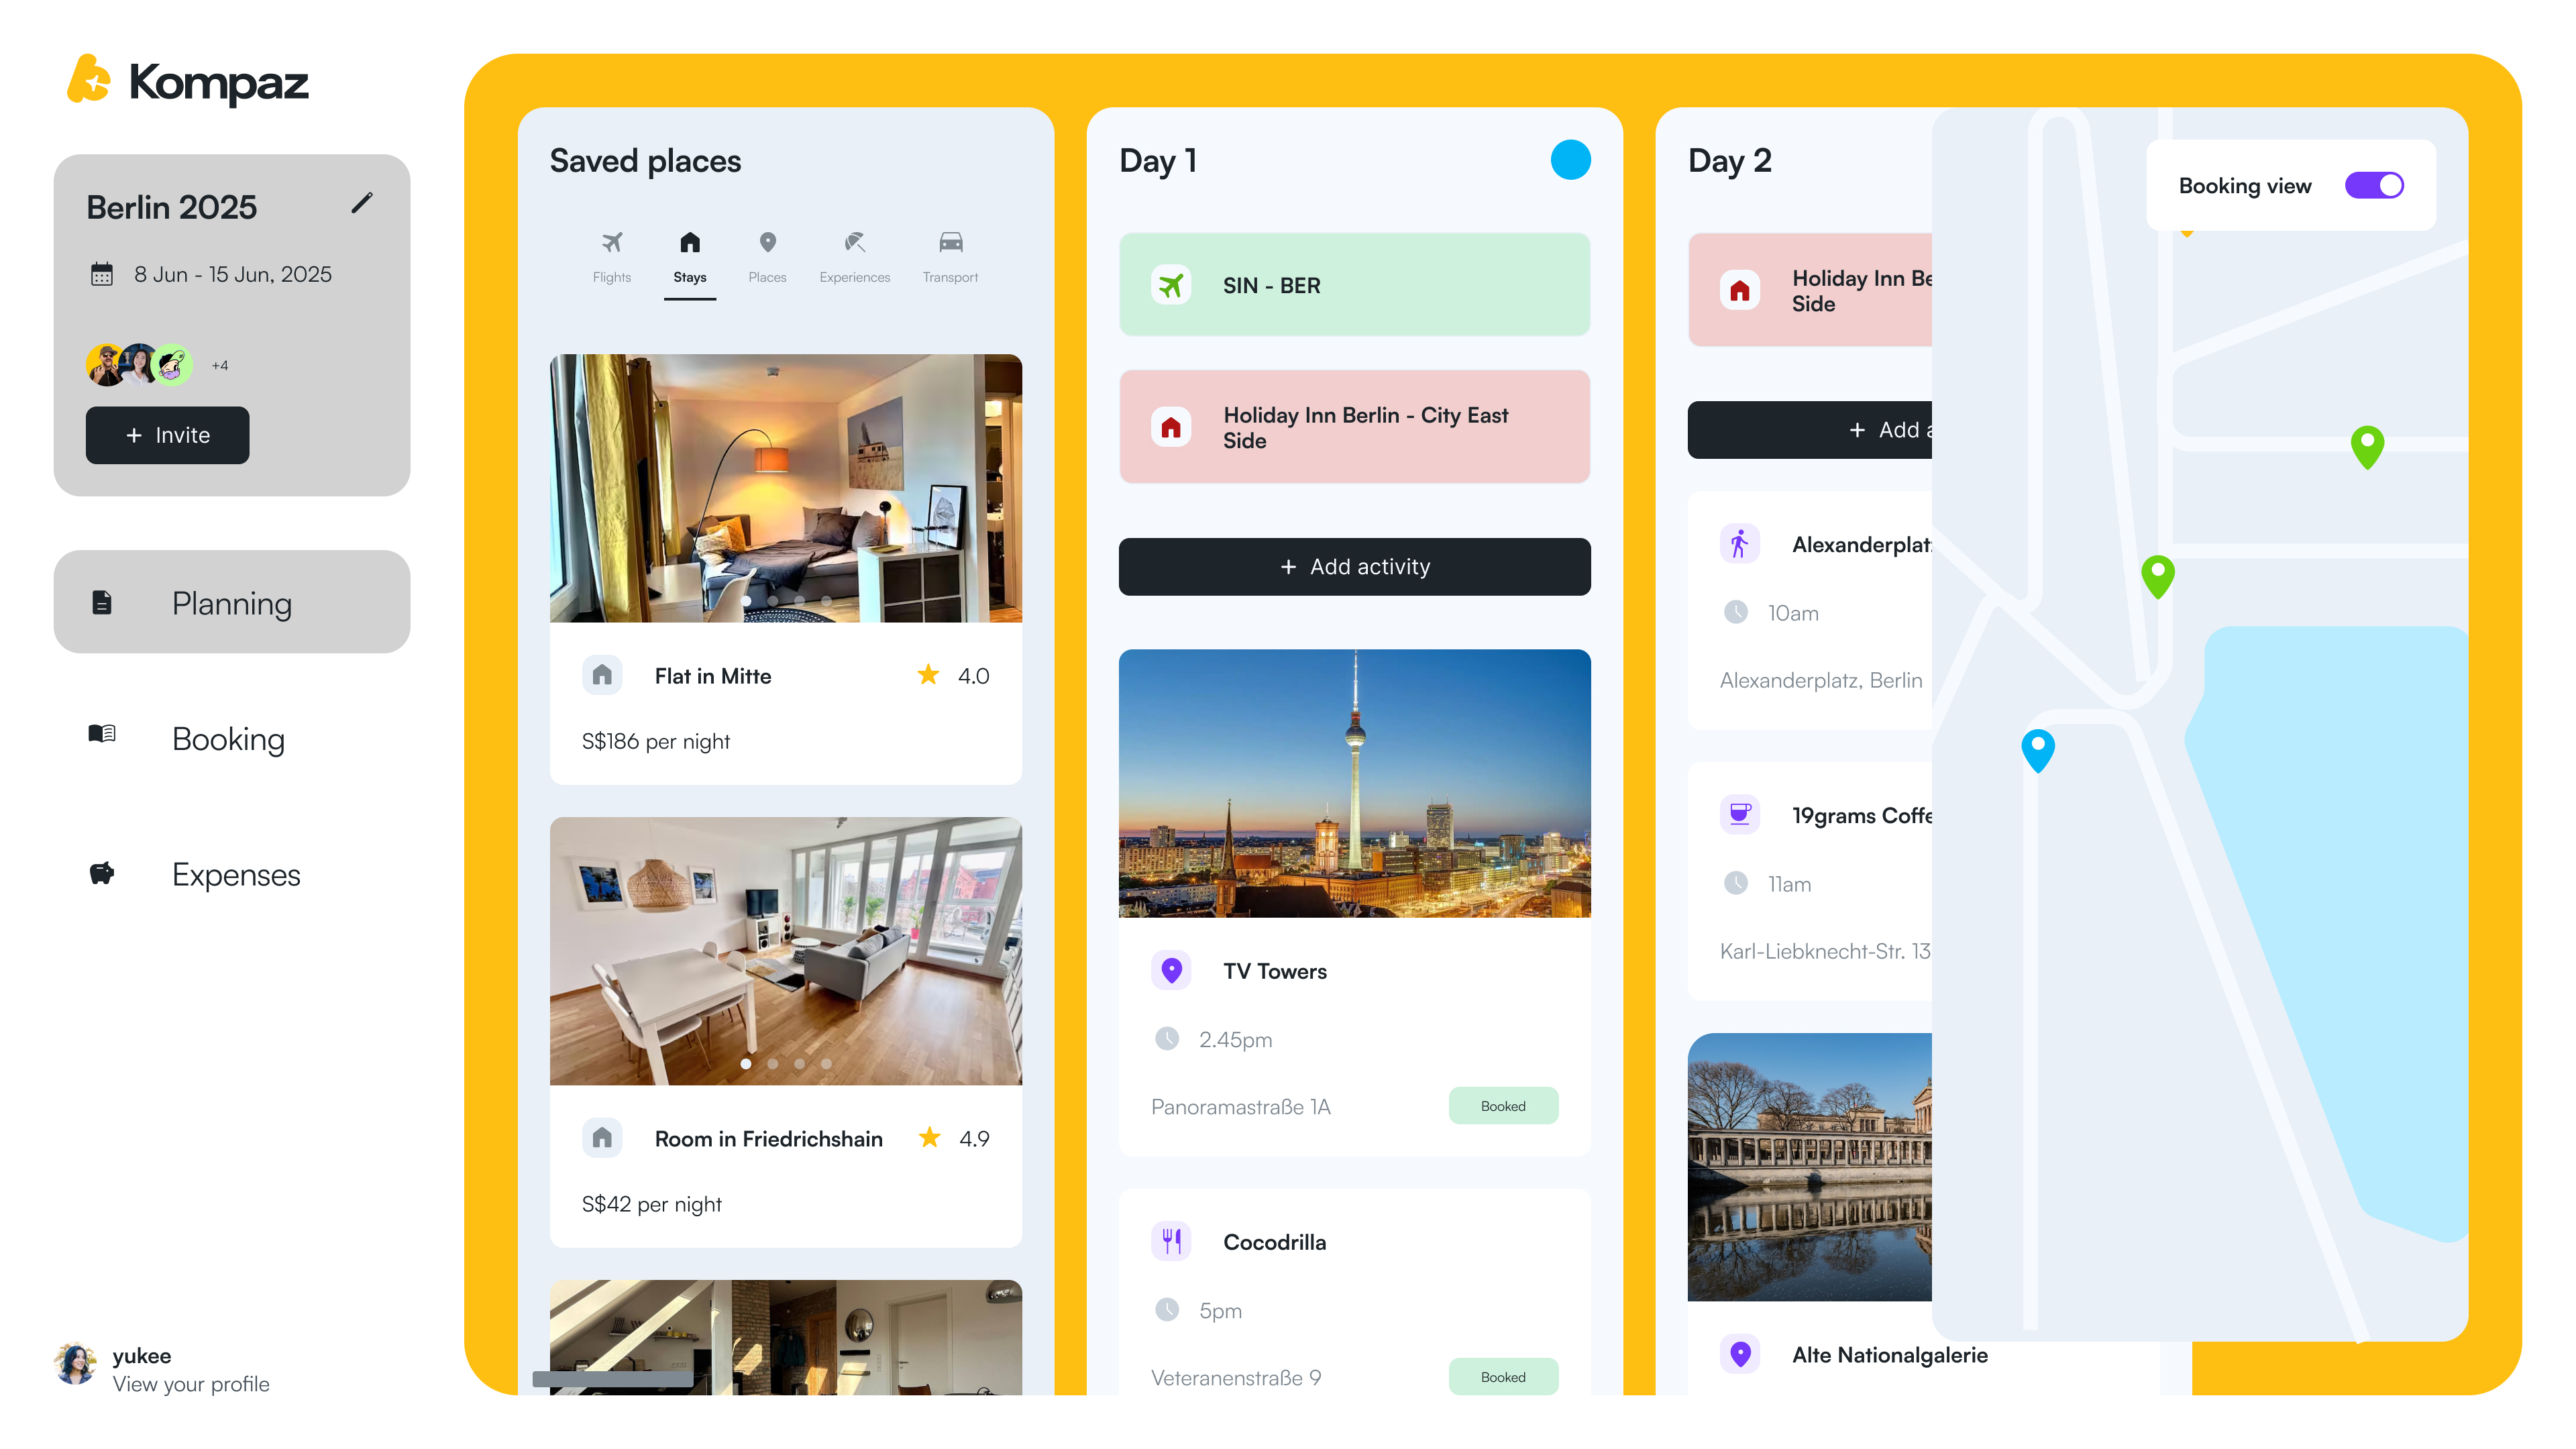 Kompaz
Berlin 2025
8 Jun - 15 Jun, 2025
+4
+ Invite
Planning
Booking
Expenses
yukee
View your profile
Saved places
Flights
Stays
Places
Experiences
Transport
Flat in Mitte
4.0
S$186 per night
Room in Friedrichshain
4.9
S$42 per night
Day 1
SIN - BER
Holiday Inn Berlin - City East
Side
+ Add activity
TV Towers
2.45pm
Panoramastraße 1A
Booked
Cocodrilla
5pm
Veteranenstraße 9
Booked
Day 2
Holiday Inn Be
Side
+ Add
Alexanderplat
10am
Alexanderplatz, Berlin
19grams Coffe
11am
Karl-Liebknecht-Str. 13
Alte Nationalgalerie
Booking view